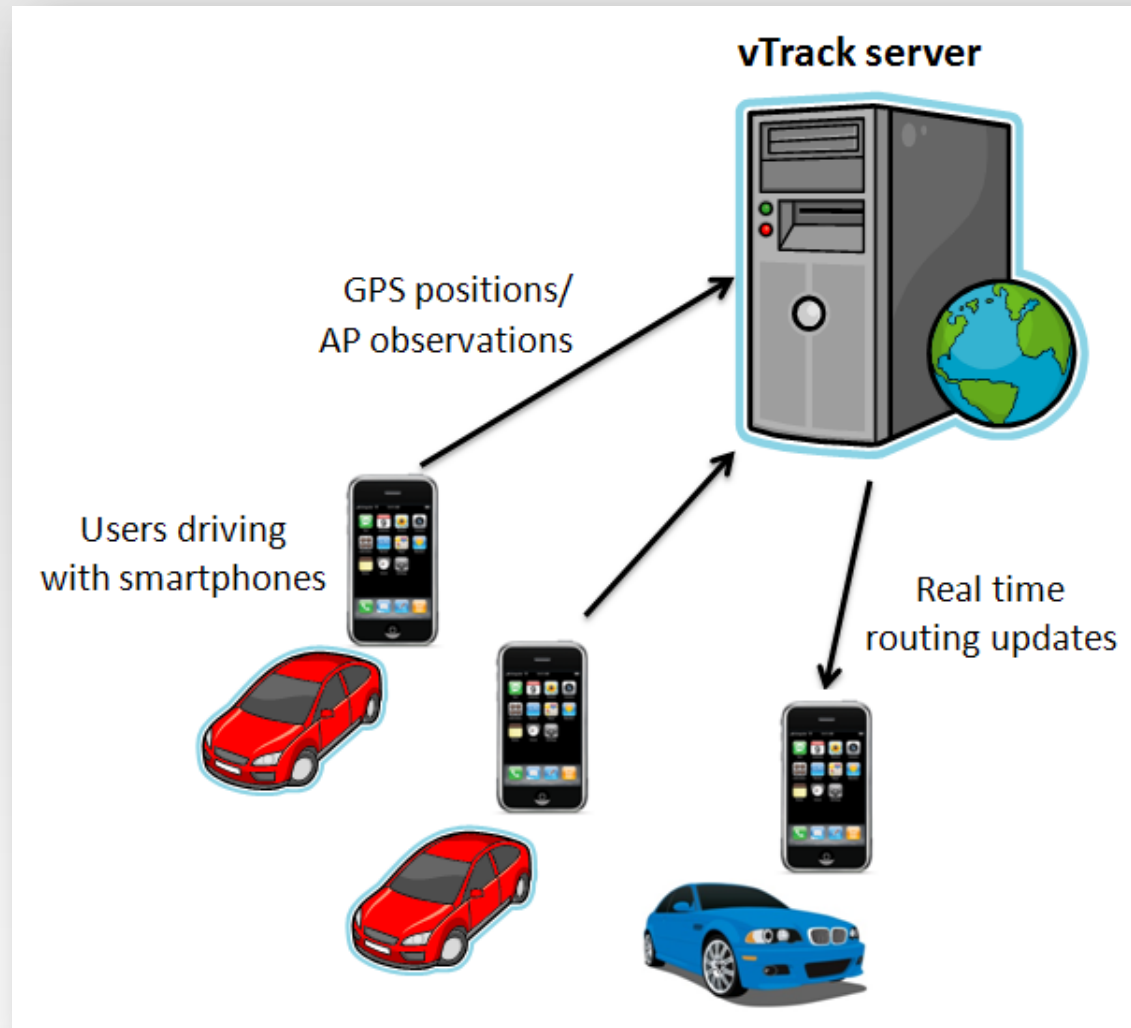 vTrack server
GPS positions/
AP observations
Users driving
with smartphones
Real time
routing updates